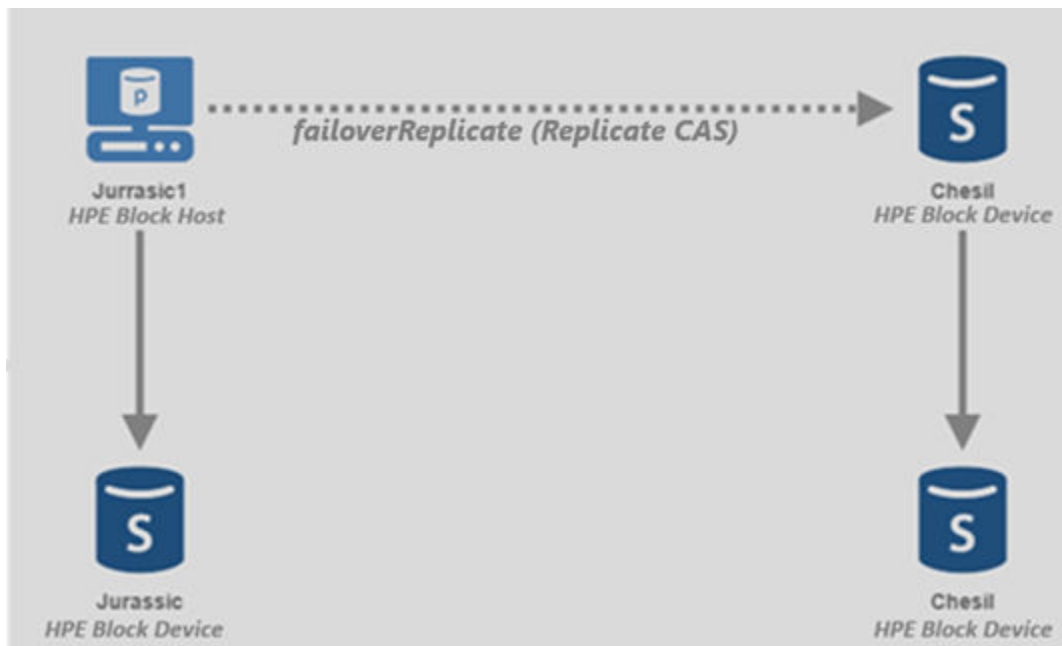 P
S
failoverReplicate (Replicate CAS)
Jurrasic1
HPE Block Host
Chesil
HPE Block Device
S
S
Jurassic
HPE Block Device
Chesil
HPE Block Device